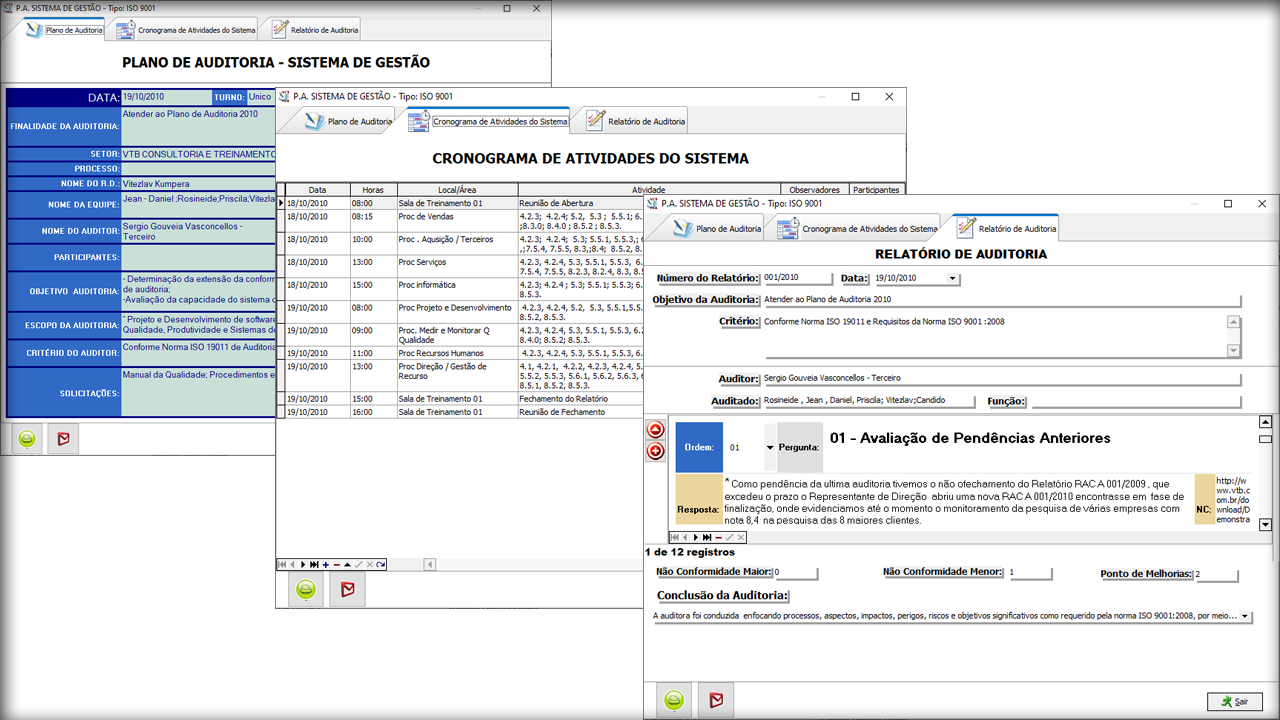 P.A. SISTEMA DE GESTÃO - Tipo: ISO 9001
Plano de Auditoria
Cronograma de Atividades do Sistema
Relatório de Auditoria
PLANO DE AUDITORIA - SISTEMA DE GESTÃO
DATA: 19/10/2010 TURNO: Unico
FINALIDADE DA AUDITORIA: Atender ao Plano de Auditoria 2010
SETOR: VTB CONSULTORIA E TREINAMENTO
PROCESSO:
NOME DO R.D.: Vitezlav Kumpera
NOME DA EQUIPE: Jean - Daniel ;Rosineide;Priscila;Vitezla
NOME DO AUDITOR: Sergio Gouveia Vasconcellos -
Terceiro
PARTICIPANTES:
OBJETIVO AUDITORIA: - Determinação da extensão da conform
de auditoria;
-Avaliação da capacidade do sistema d
ESCOPO DA AUDITORIA: " Projeto e Desenvolvimento de software
Qualidade, Produtividade e Sistemas de
CRITÉRIO DO AUDITOR: Conforme Norma ISO 19011 de Auditoria
SOLICITAÇÕES: Manual da Qualidade; Procedimentos e
P.A. SISTEMA DE GESTÃO - Tipo: ISO 9001
Plano de Auditoria
Cronograma de Atividades do Sistema
Relatório de Auditoria
CRONOGRAMA DE ATIVIDADES DO SISTEMA
Data Horas Local/Área Atividade Observadores Participantes
18/10/2010 08:00 Sala de Treinamento 01 Reunião de Abertura
18/10/2010 08:15 Proc de Vendas 4.2.3; 4.2.4; 5.2, 5.3 ; 5.5.1; 6.
;8.3.0; 8.4.0 ; 8.5.2 ; 8.5.3.
18/10/2010 10:00 Proc . Aqusição / Terceiros 4.2.3; 4.2.4; 5.3; 5.5.1, 5.5.3,; 6
,,;7.5.4, 7.5.5, 8.3,;8.4; 8.5.2, 8.
18/10/2010 13:00 Proc Serviços 4.2.3, 4.2.4, 5.3, 5.5.1, 5.5.3, 6.
7.5.4, 7.5.5, 8.2.3, 8.2.4, 8.3, 8.
18/10/2010 15:00 Proc informática 4.2.3; 4.2.4 ; 5.3; 5.5.1; 5.5.3; 6.
8.5.3.
19/10/2010 08:00 Proc Projeto e Desenvolvimento 4.2.3, 4.2.4, 5.2, 5.3, 5.5.1,5.5.
8.5.2, 8.5.3.
19/10/2010 09:00 Proc. Medir e Monitorar Q
Qualidade 4.2.3, 4.2.4, 5.3, 5.5.1, 5.5.3, 6.2
8.4.0; 8.5.2; 8.5.3.
19/10/2010 11:00 Proc Recursos Humanos 4.2.3, 4.2.4, 5.3, 5.5.1, 5.5.3, 6.
19/10/2010 13:00 Proc Direção / Gestão de
Recurso 4.1, 4.2.1, 4.2.2, 4.2.3, 4.2.4, 5.
5.5.2, 5.5.3, 5.6.1, 5.6.2, 5.6.3, 6
8.5.1, 8.5.2, 8.5.3.
19/10/2010 15:00 Sala de Treinamento 01 Fechamento do Relatório
19/10/2010 16:00 Sala de Treinamento 01 Reunião de Fechamento
P.A. SISTEMA DE GESTÃO - Tipo: ISO 9001
Plano de Auditoria
Cronograma de Atividades do Sistema
Relatório de Auditoria
RELATÓRIO DE AUDITORIA
Número do Relatório: 001/2010 Data: 19/10/2010
Objetivo da Auditoria: Atender ao Plano de Auditoria 2010
Critério: Conforme Norma ISO 19011 e Requisitos da Norma ISO 9001 :2008
Auditor: Sergio Gouveia Vasconcellos - Terceiro
Auditado: Rosineide , Jean , Daniel, Priscila; Vitezlav;Candido Função:
Ordem: 01 Pergunta: 01 - Avaliação de Pendências Anteriores
Resposta: * Como pendência da ultima auditoria tivemos o não ofechamento do Relatório RAC A 001/2009 , que
excedeu o prazo o Representante de Direção abriu uma nova RAC A 001/2010 encontrasse em fase de
finalização, onde evidenciamos até o momento o monitoramento da pesquisa de várias empresas com
nota 8,4 na pesquisa das 8 maiores clientes.
NC: http://w
ww.vtb.c
om.br/do
wnload/D
emonstra
1 de 12 registros
Não Conformidade Maior: 0 Não Conformidade Menor: 1 Ponto de Melhorias: 2
Conclusão da Auditoria:
A auditora foi conduzida enfocando processos, aspectos, impactos, perigos, riscos e objetivos significativos como requerido pela norma ISO 9001:2008, por meio...
Sair